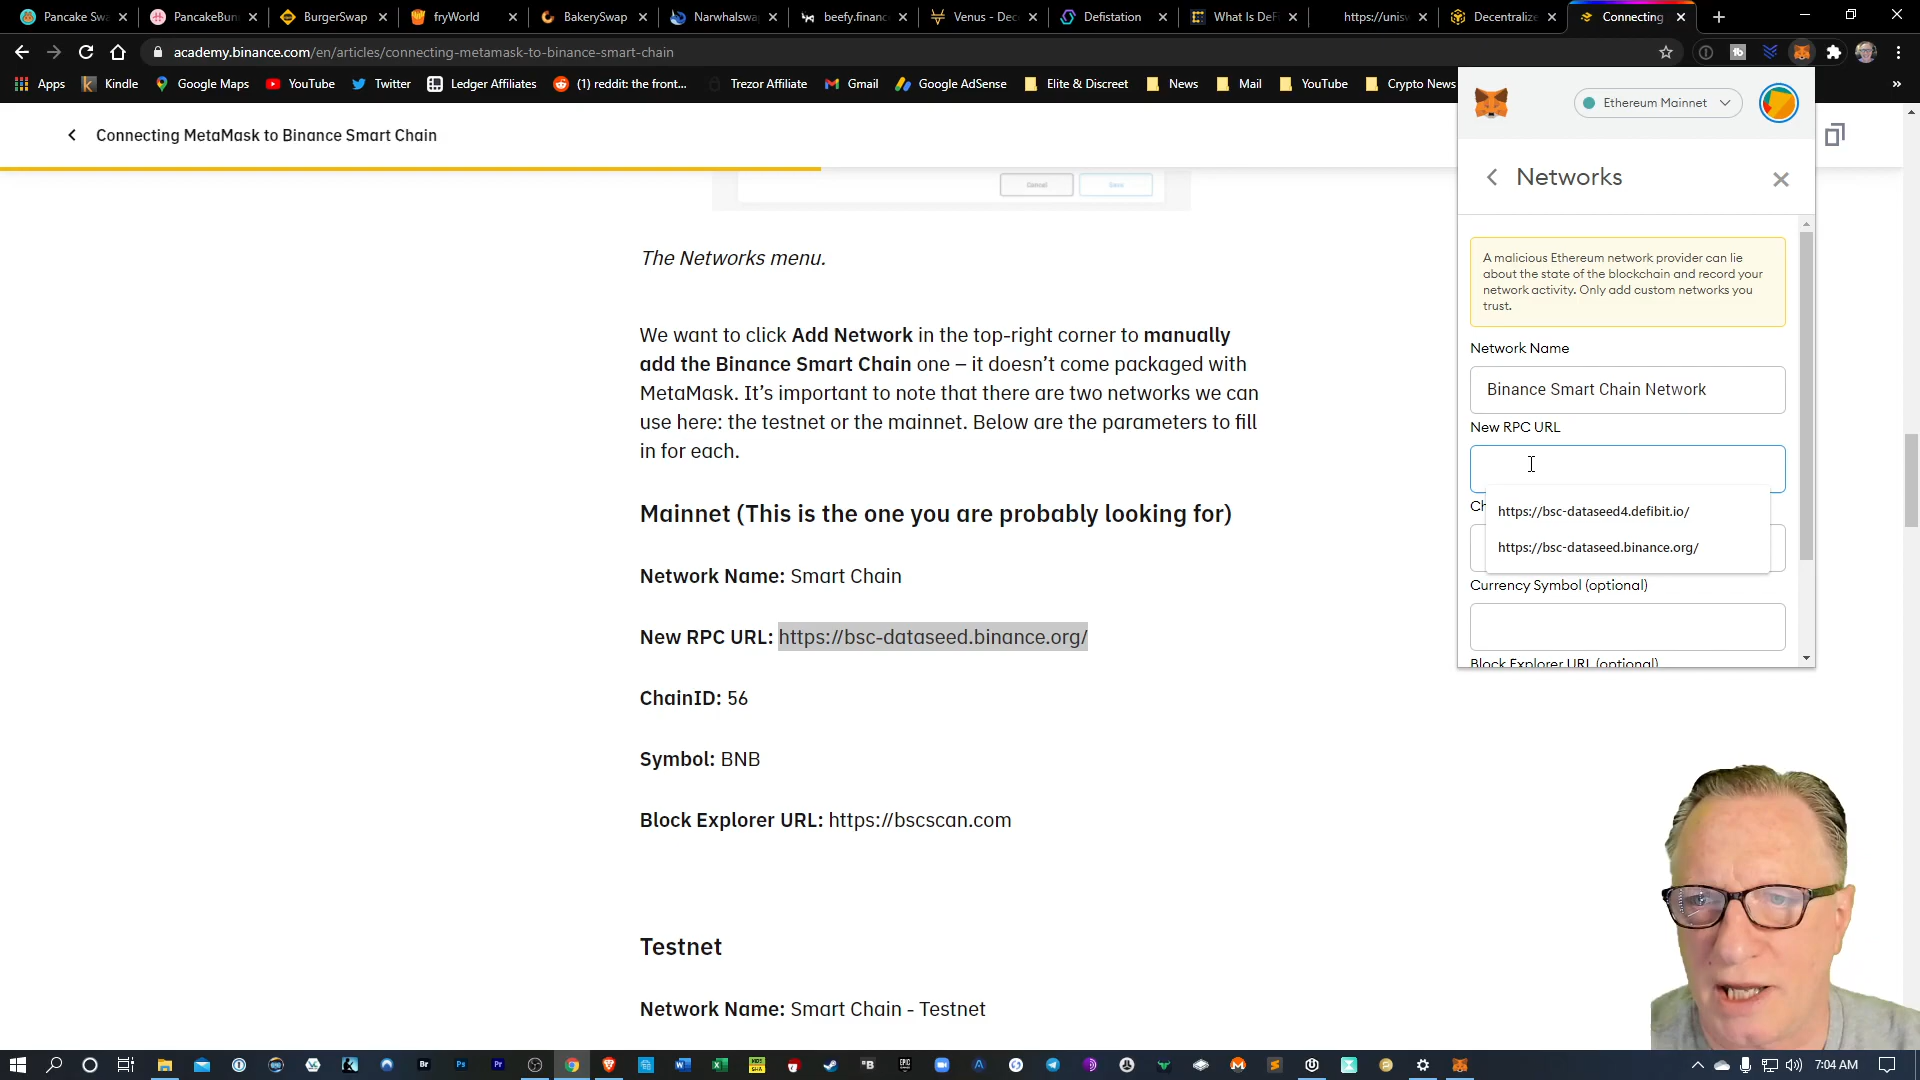 Pancake Swa
PancakeBun
BurgerSwap
fryWorld
BakerySwap
Narwhalswa
beefy.financ
Venus - Dec
Defistation
What Is DeF
https://unisw
Decentralize
Connecting
academy.binance.com/en/articles/connecting-metamask-to-binance-smart-chain
Apps
Kindle
Google Maps
YouTube
Twitter
Ledger Affiliates
(1) reddit: the front...
Trezor Affiliate
Gmail
Google AdSense
Elite & Discreet
News
Mail
YouTube
Crypto News
Connecting MetaMask to Binance Smart Chain
Cancel
Save
The Networks menu.
We want to click Add Network in the top-right corner to manually
add the Binance Smart Chain one – it doesn't come packaged with
MetaMask. It's important to note that there are two networks we can
use here: the testnet or the mainnet. Below are the parameters to fill
in for each.
Mainnet (This is the one you are probably looking for)
Network Name: Smart Chain
New RPC URL: https://bsc-dataseed.binance.org/
ChainID: 56
Symbol: BNB
Block Explorer URL: https://bscscan.com
Testnet
Network Name: Smart Chain - Testnet
Ethereum Mainnet
Networks
A malicious Ethereum network provider can lie
about the state of the blockchain and record your
network activity. Only add custom networks you
trust.
Network Name
Binance Smart Chain Network
New RPC URL
Ch
https://bsc-dataseed4.defibit.io/
https://bsc-dataseed.binance.org/
Currency Symbol (optional)
Block Explorer URL (optional)
7:04 AM